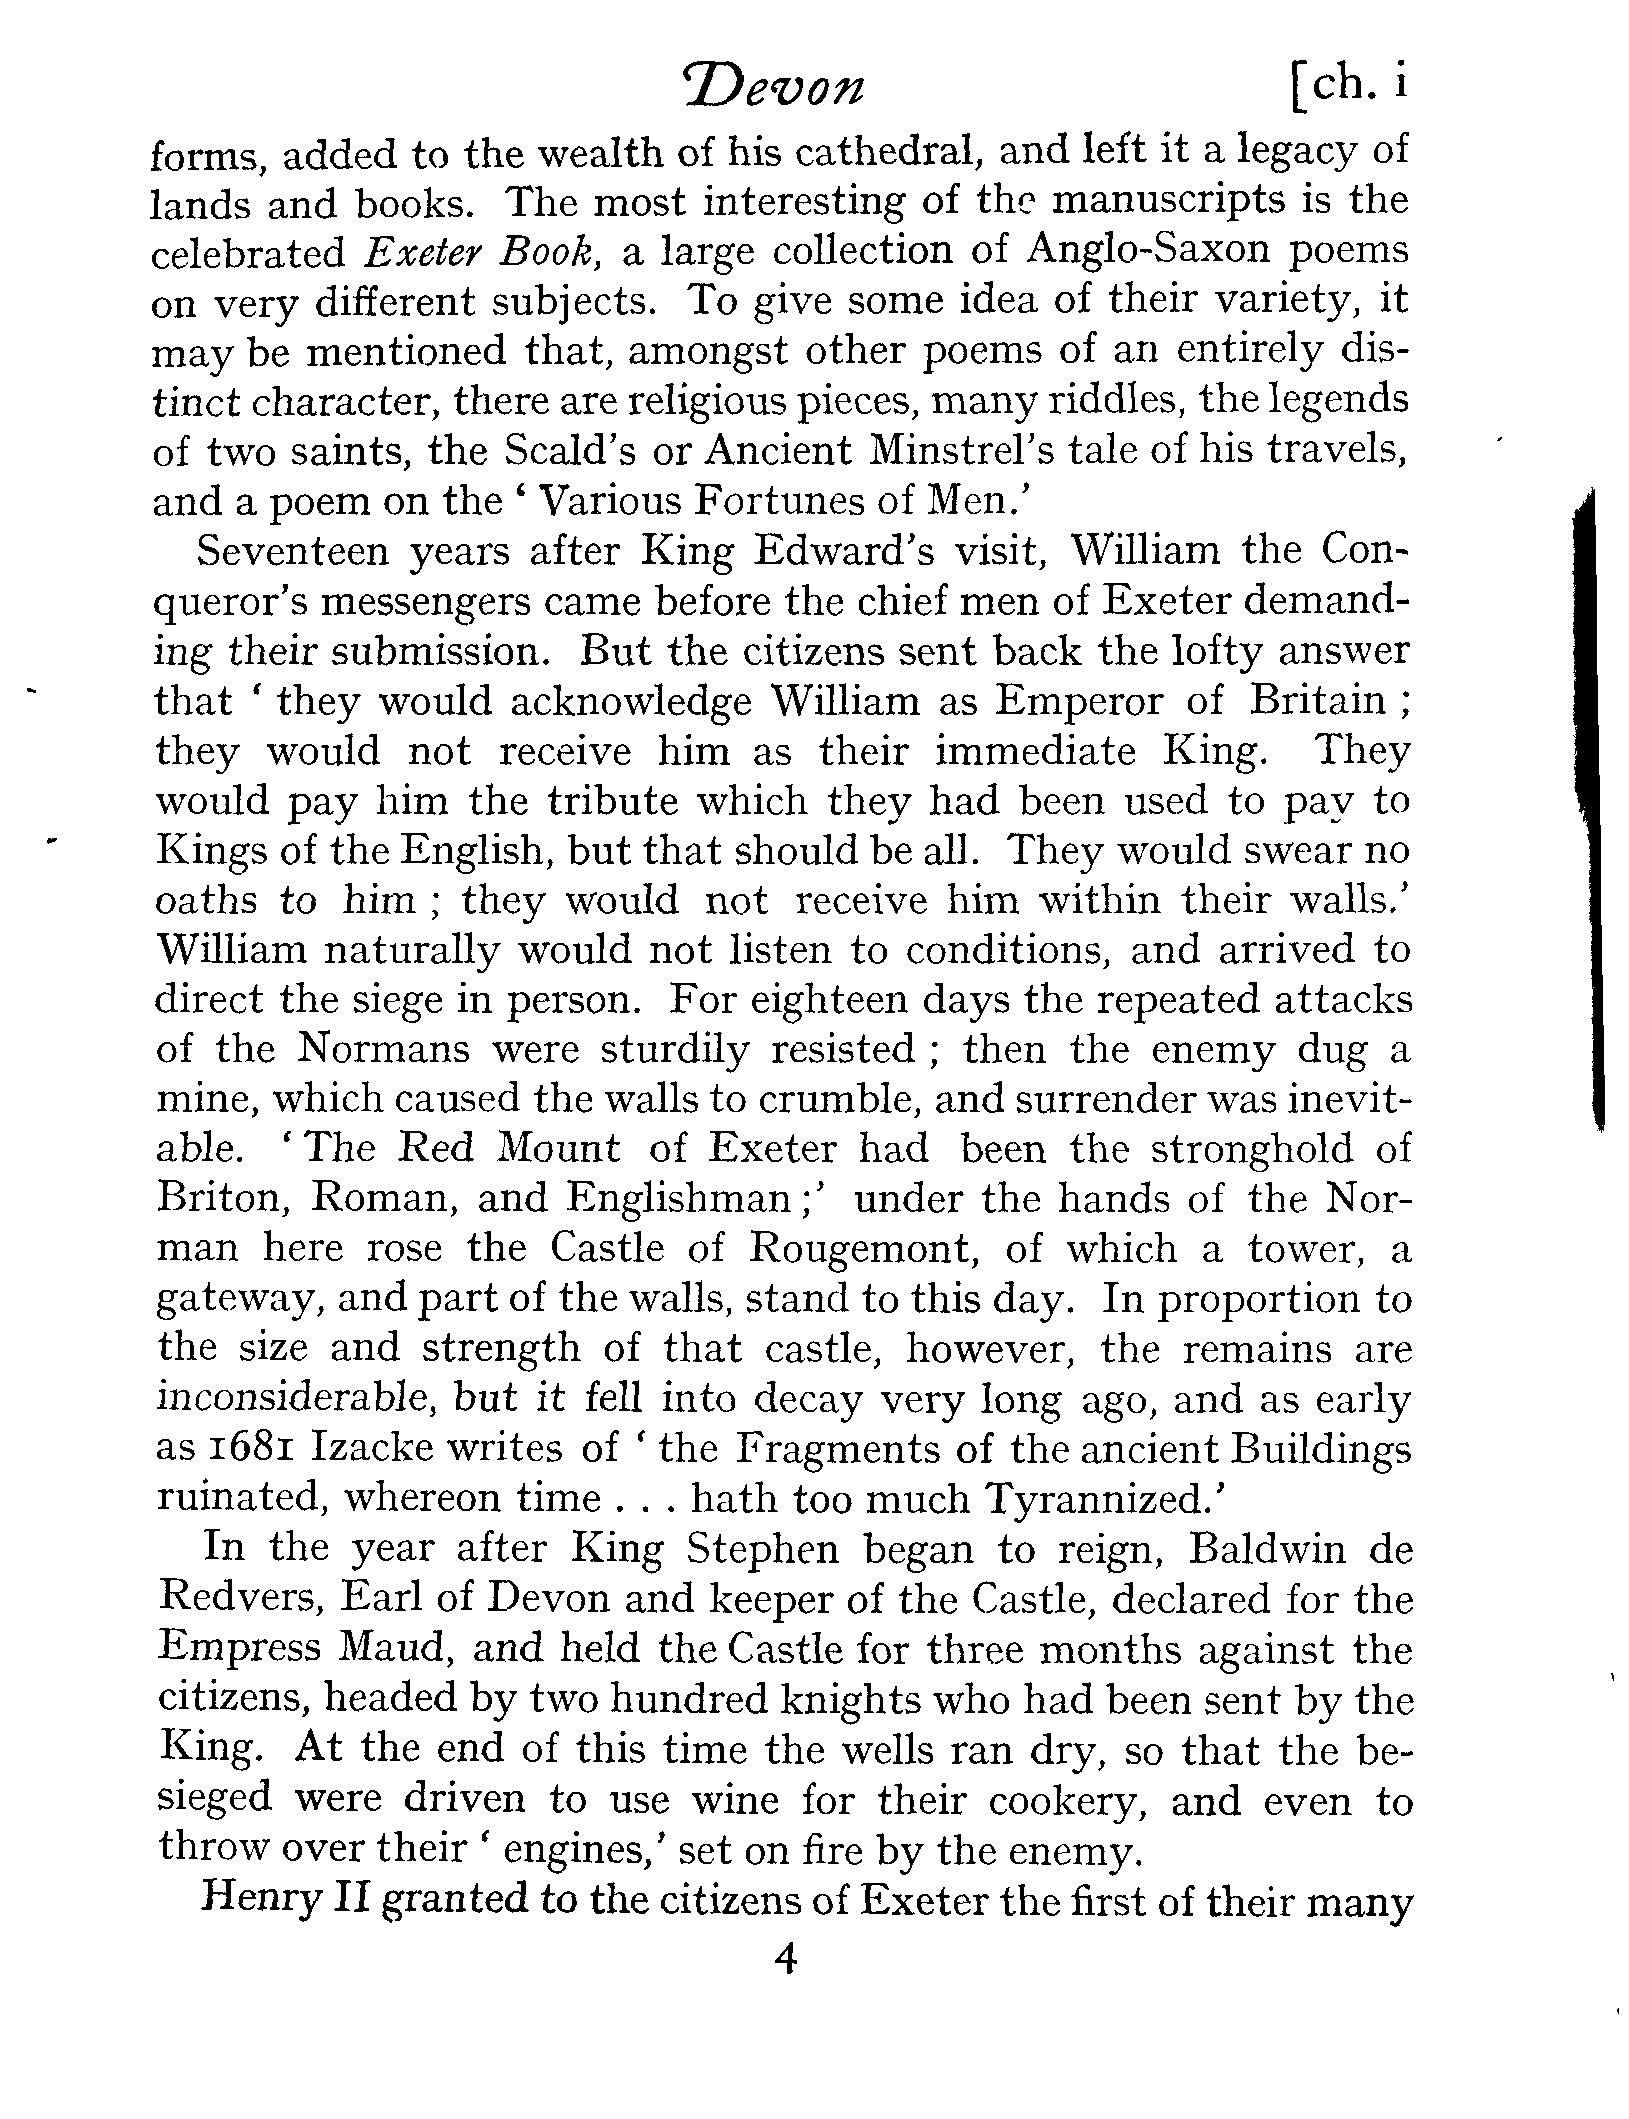 Devon [ch. i
forms, added to the wealth of his cathedral, and left it a legacy of
lands and books. The most interesting of the manuscripts is the
celebrated Exeter Book, a large collection of Anglo-Saxon poems
on very different subjects. To give some idea of their variety, it
may be mentioned that, amongst other poems of an entirely dis-
tinct character, there are religious pieces, many riddles, the legends
of two saints, the Scald's or Ancient Minstrel's tale of his travels,
and a poem on the ‘ Various Fortunes of Men.’
Seventeen years after King Edward's visit, William the Con-
queror's messengers came before the chief men of Exeter demand-
ing their submission. But the citizens sent back the lofty answer
that ‘ they would acknowledge William as Emperor of Britain ;
they would not receive him as their immediate King. They
would pay him the tribute which they had been used to pay to
Kings of the English, but that should be all. They would swear no
oaths to him ; they would not receive him within their walls.’
William naturally would not listen to conditions, and arrived to
direct the siege in person. For eighteen days the repeated attacks
of the Normans were sturdily resisted ; then the enemy dug a
mine, which caused the walls to crumble, and surrender was inevit-
able. ‘ The Red Mount of Exeter had been the stronghold of
Briton, Roman, and Englishman ;’ under the hands of the Nor-
man here rose the Castle of Rougemont, of which a tower, a
gateway, and part of the walls, stand to this day. In proportion to
the size and strength of that castle, however, the remains are
inconsiderable, but it fell into decay very long ago, and as early
as 1681 Izacke writes of ‘ the Fragments of the ancient Buildings
ruinated, whereon time . . . hath too much Tyrannized.’
In the year after King Stephen began to reign, Baldwin de
Redvers, Earl of Devon and keeper of the Castle, declared for the
Empress Maud, and held the Castle for three months against the
citizens, headed by two hundred knights who had been sent by the
King. At the end of this time the wells ran dry, so that the be-
sieged were driven to use wine for their cookery, and even to
throw over their ‘ engines,’ set on fire by the enemy.
Henry II granted to the citizens of Exeter the first of their many
4